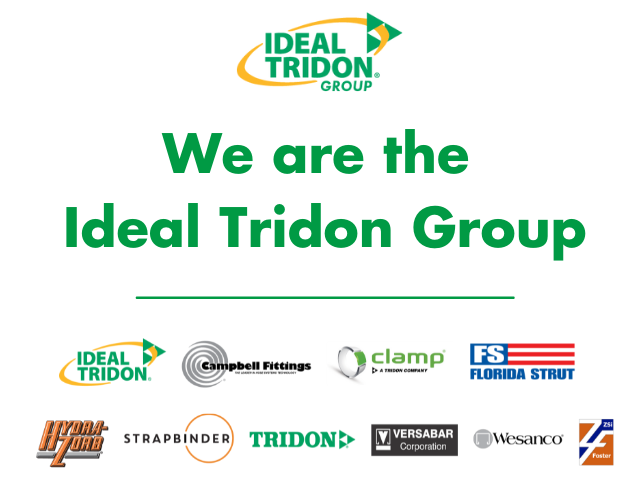 IDEAL
TRIDON®
GROUP
We are the
Ideal Tridon Group
IDEAL
TRIDON®
Campbell Fittings
clamp®
A TRIDON COMPANY
FS
FLORIDA STRUT
HYDRA-
ZORB
STRAPBINDER
TRIDON
V VERSABAR
Corporation
Wesanco
ZSi
Foster